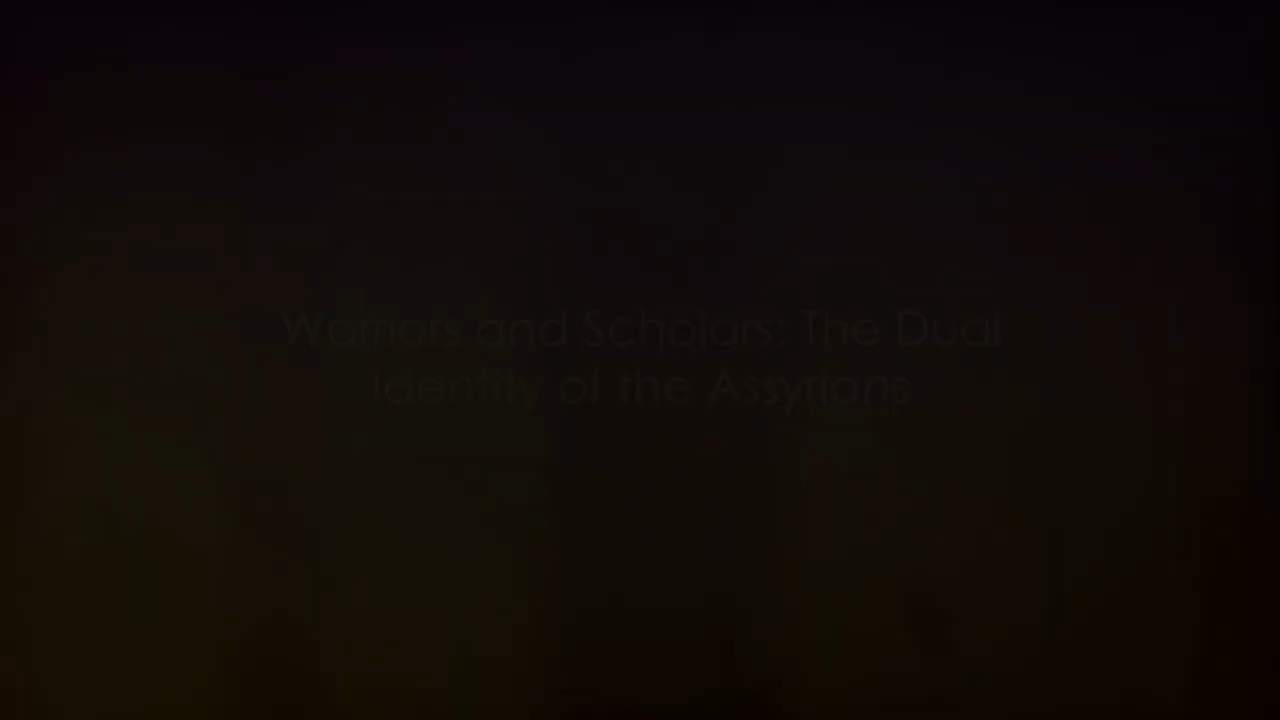 Warriors and Scholars: The Dual
Identity of the Assyrians